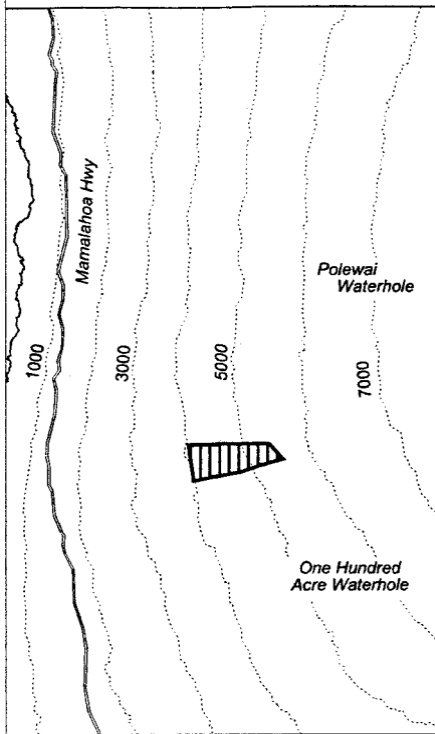 Mamalahoa Hwy
Polewai
Waterhole
1000
3000
5000
7000
One Hundred
Acre Waterhole